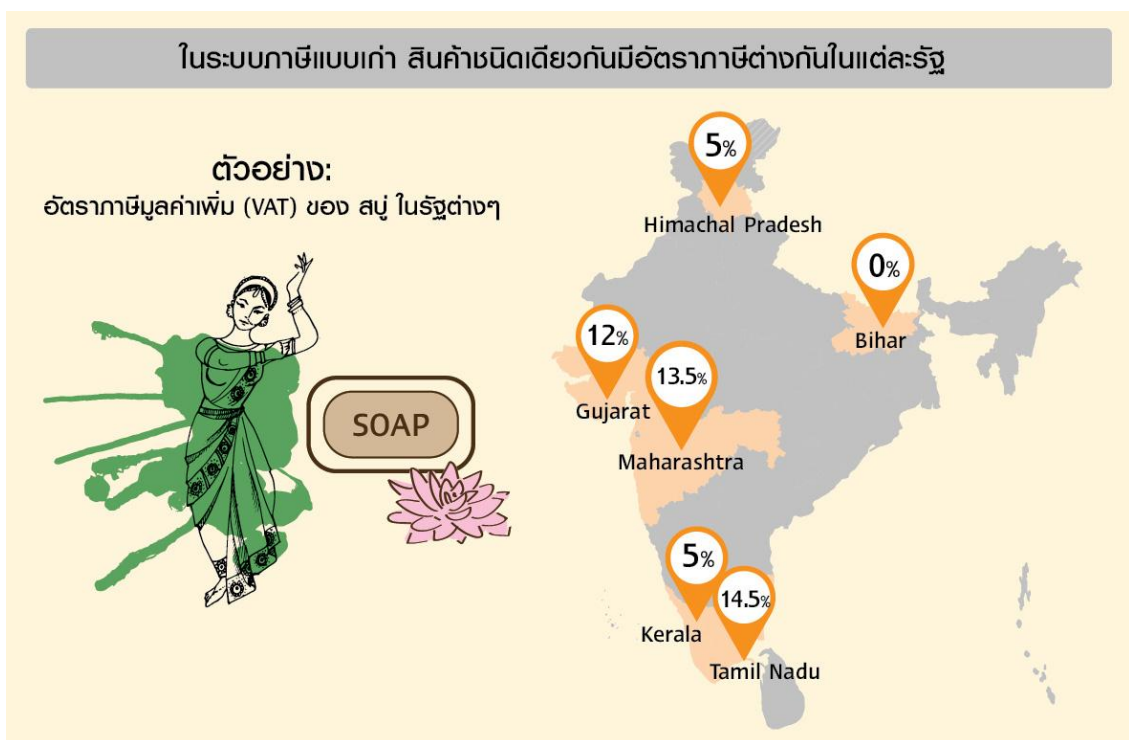 ในระบบภาษีแบบเก่า สินค้าชนิดเดียวกันมีอัตราภาษีต่างกันในแต่ละรัฐ
ตัวอย่าง:
อัตราภาษีมูลค่าเพิ่ม (VAT) ของ สบู่ ในรัฐต่างๆ
SOAP
5%
Himachal Pradesh
0%
Bihar
12%
Gujarat
13.5%
Maharashtra
5%
Kerala
14.5%
Tamil Nadu